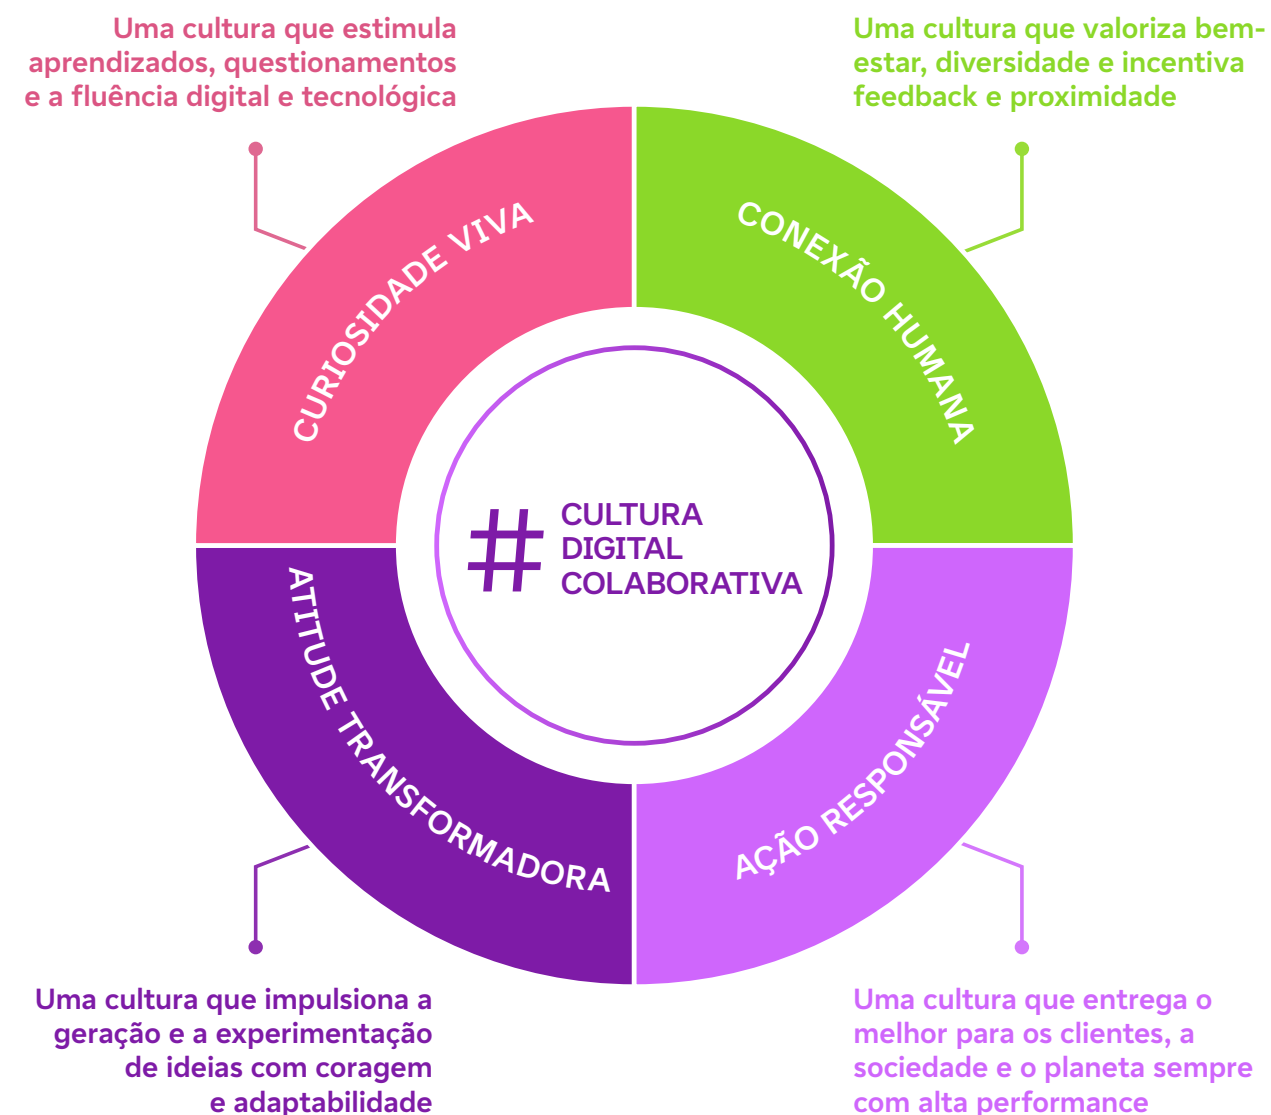 Uma cultura que estimula
aprendizados, questionamentos
e a fluência digital e tecnológica
Uma cultura que valoriza bem-
estar, diversidade e incentiva
feedback e proximidade
CURIOSIDADE VIVA
CONEXÃO HUMANA
# CULTURA
DIGITAL
COLABORATIVA
ATITUDE TRANSFORMADORA
AÇÃO RESPONSÁVEL
Uma cultura que impulsiona a
geração e a experimentação
de ideias com coragem
e adaptabilidade
Uma cultura que entrega o
melhor para os clientes, a
sociedade e o planeta sempre
com alta performance